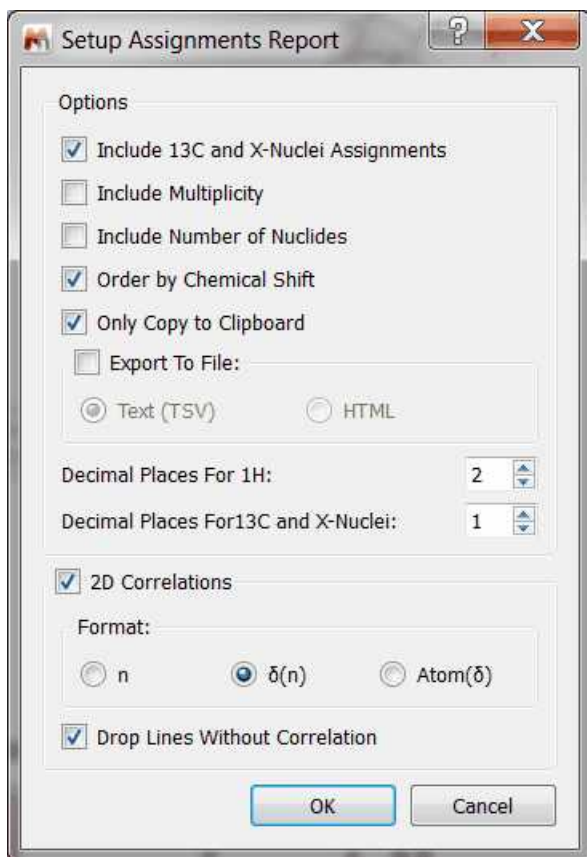 Setup Assignments Report
?
X
Options
Include 13C and X-Nuclei Assignments
Include Multiplicity
Include Number of Nuclides
Order by Chemical Shift
Only Copy to Clipboard
Export To File:
Text (TSV) HTML
Decimal Places For 1H: 2
Decimal Places For13C and X-Nuclei: 1
2D Correlations
Format:
n δ(n) Atom(δ)
Drop Lines Without Correlation
OK Cancel